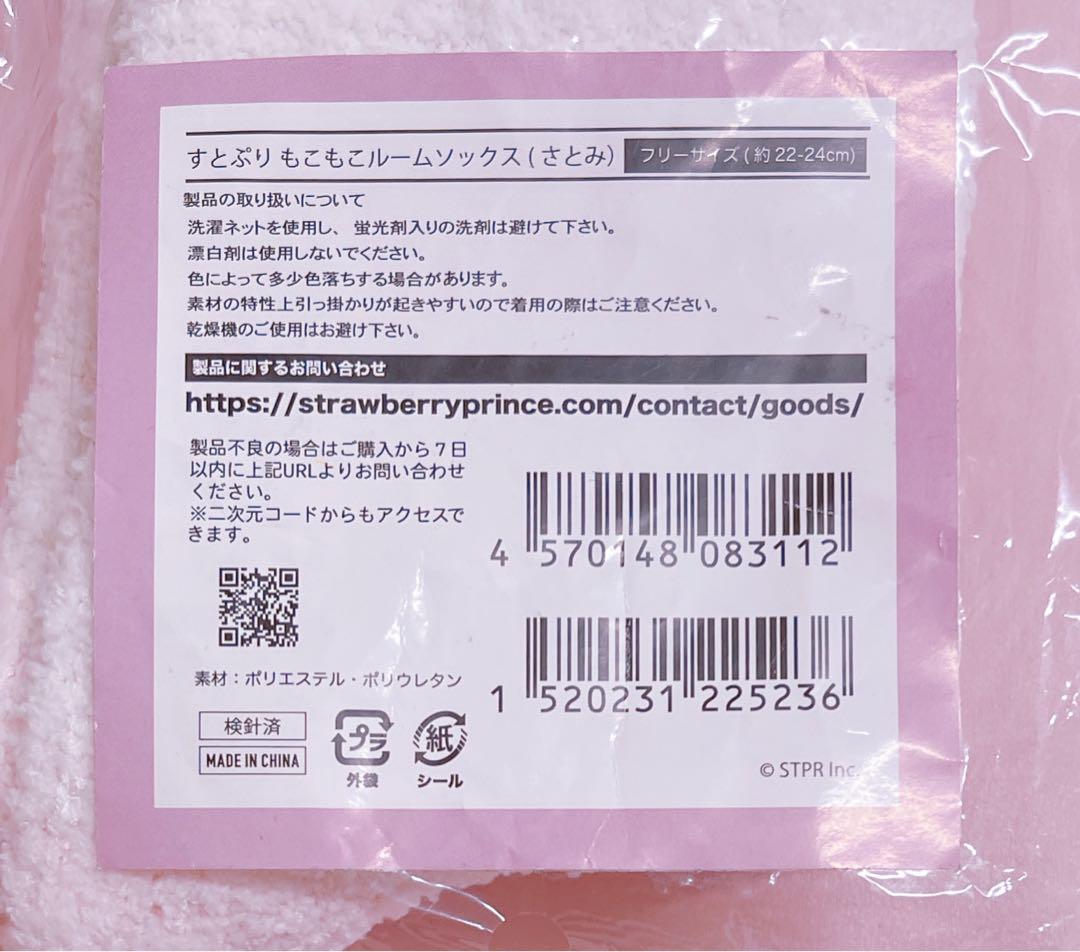 すとぷり もこもこルームソックス ( さとみ ) フリーサイズ ( 約 22-24cm)
製品の取り扱いについて
洗濯ネットを使用し、 蛍光剤入りの洗剤は避けて下さい。
漂白剤は使用しないでください。
色によって多少色落ちする場合があります。
素材の特性上引っ掛かりが起きやすいので着用の際はご注意ください。
乾燥機のご使用はお避け下さい。
製品に関するお問い合わせ
https://strawberryprince.com/contact/goods/
製品不良の場合はご購入から７日
以内に上記URLよりお問い合わせ
ください。
※二次元コードからもアクセスで
きます。
4 570148 083112
1 520231 225236
素材：ポリエステル・ポリウレタン
検針済
MADE IN CHINA
プラ
外袋
紙
シール
© STPR Inc.